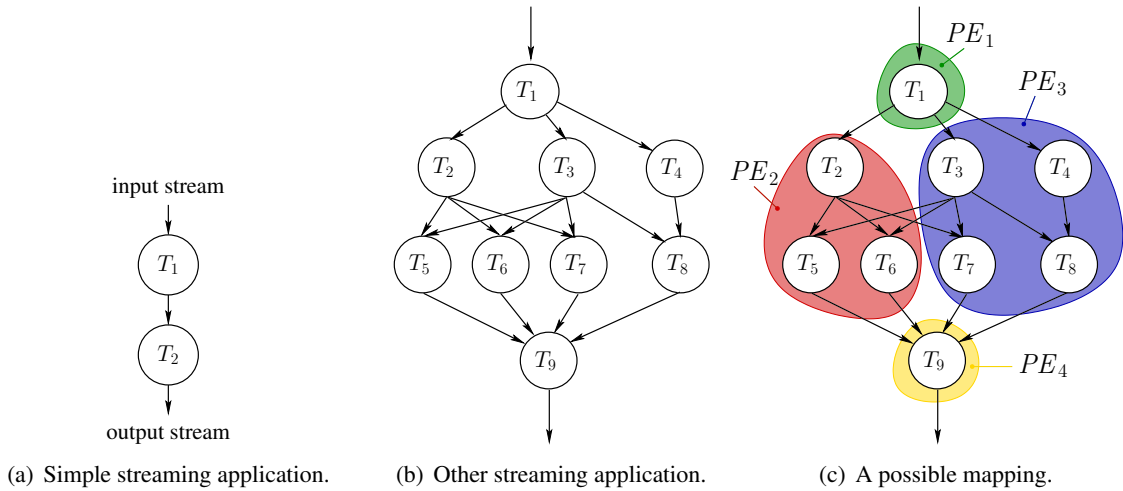 input stream
T1
T2
output stream
(a) Simple streaming application.
T1
T2 T3 T4
T5 T6 T7 T8
T9
(b) Other streaming application.
PE1
T1
PE3
PE2
T2 T3 T4
T5 T6 T7 T8
T9
PE4
(c) A possible mapping.